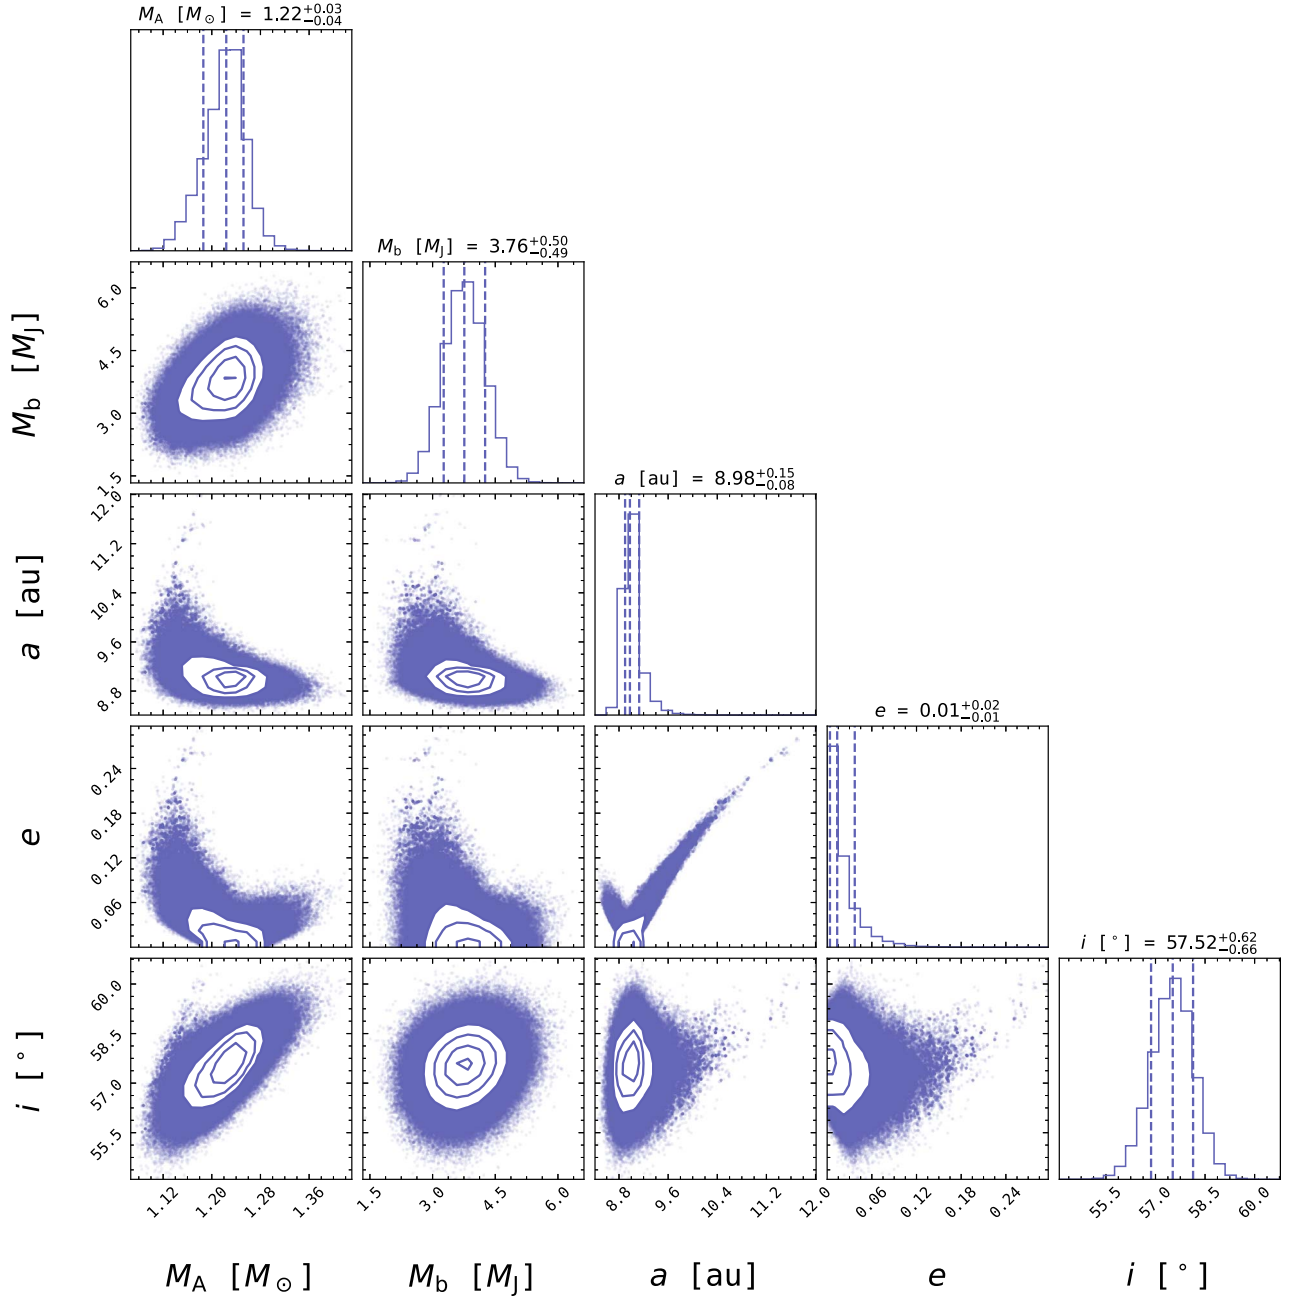 M_A [M_⊙] = 1.22^{+0.03}_{-0.04}
M_b [M_J] = 3.76^{+0.50}_{-0.49}
M_b [M_J]
6.0
4.5
3.0
1.5
a [au] = 8.98^{+0.15}_{-0.08}
a [au]
12.0
11.2
10.4
9.6
8.8
e = 0.01^{+0.02}_{-0.01}
e
0.24
0.18
0.12
0.06
i [°] = 57.52^{+0.62}_{-0.66}
i [°]
60.0
58.5
57.0
55.5
1.12 1.20 1.28 1.36 1.5 3.0 4.5 6.0 8.8 9.6 10.4 11.2 12.0 0.06 0.12 0.18 0.24 55.5 57.0 58.5 60.0
M_A [M_⊙] M_b [M_J] a [au] e i [°]